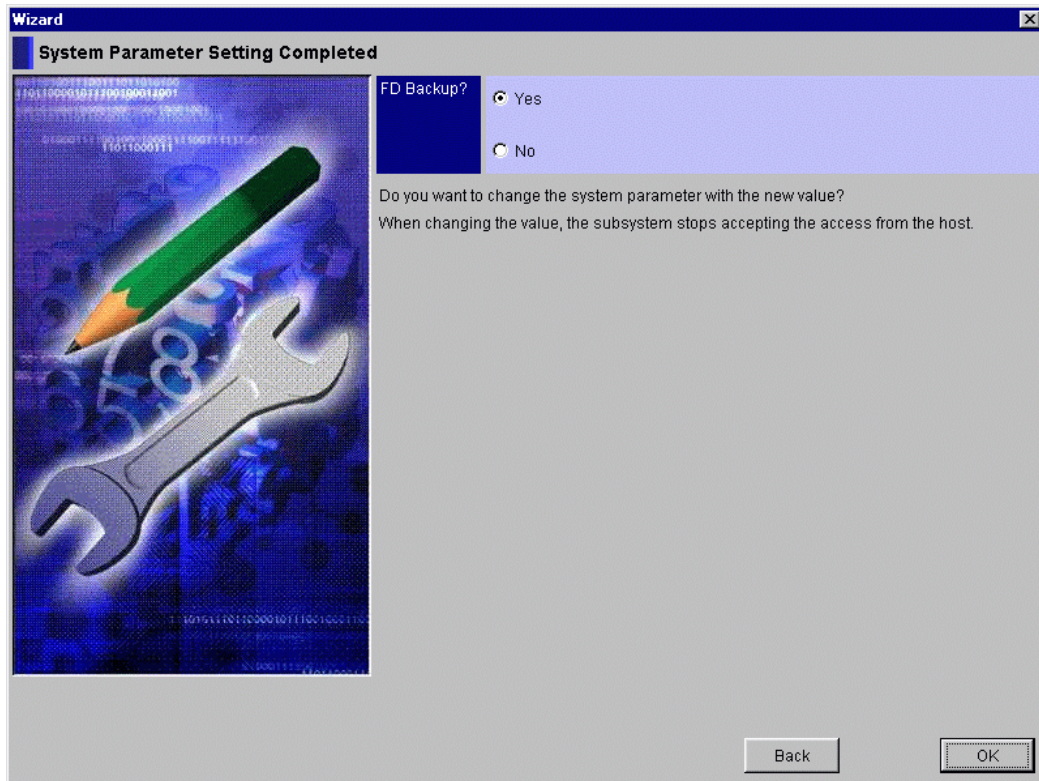 Wizard
System Parameter Setting Completed
FD Backup?
Yes
No
Do you want to change the system parameter with the new value?
When changing the value, the subsystem stops accepting the access from the host.
Back
OK